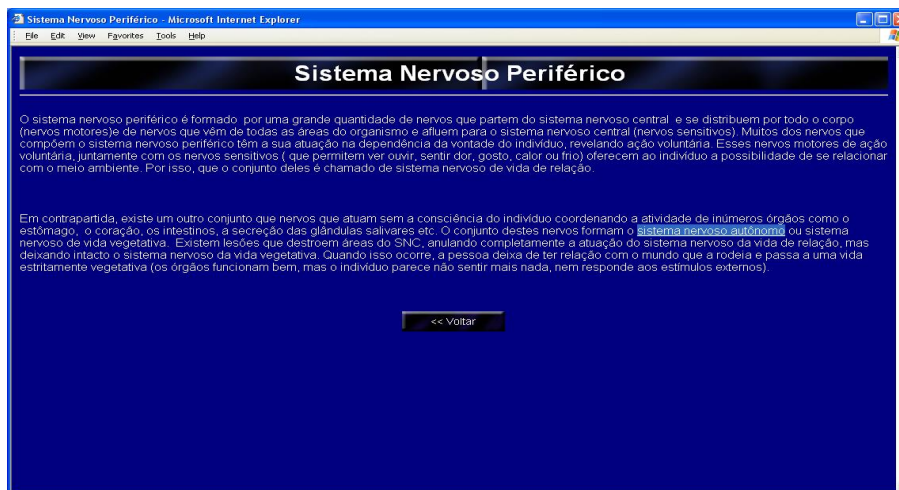 Sistema Nervoso Periférico - Microsoft Internet Explorer
File Edit View Favorites Tools Help
Sistema Nervoso Periférico
O sistema nervoso periférico é formado por uma grande quantidade de nervos que partem do sistema nervoso central e se distribuem por todo o corpo
(nervos motores)e de nervos que vêm de todas as áreas do organismo e afluem para o sistema nervoso central (nervos sensitivos). Muitos dos nervos que
compõem o sistema nervoso periférico têm a sua atuação na dependência da vontade do indivíduo, revelando ação voluntária. Esses nervos motores de ação
voluntária, juntamente com os nervos sensitivos ( que permitem ver ouvir, sentir dor, gosto, calor ou frio) oferecem ao indivíduo a possibilidade de se relacionar
com o meio ambiente. Por isso, que o conjunto deles é chamado de sistema nervoso de vida de relação.
Em contrapartida, existe um outro conjunto que nervos que atuam sem a consciência do indivíduo coordenando a atividade de inúmeros órgãos como o
estômago, o coração, os intestinos, a secreção das glândulas salivares etc. O conjunto destes nervos formam o sistema nervoso autônomo ou sistema
nervoso de vida vegetativa. Existem lesões que destroem áreas do SNC, anulando completamente a atuação do sistema nervoso da vida de relação, mas
deixando intacto o sistema nervoso da vida vegetativa. Quando isso ocorre, a pessoa deixa de ter relação com o mundo que a rodeia e passa a uma vida
estritamente vegetativa (os órgãos funcionam bem, mas o indivíduo parece não sentir mais nada, nem responde aos estímulos externos).
<< Voltar